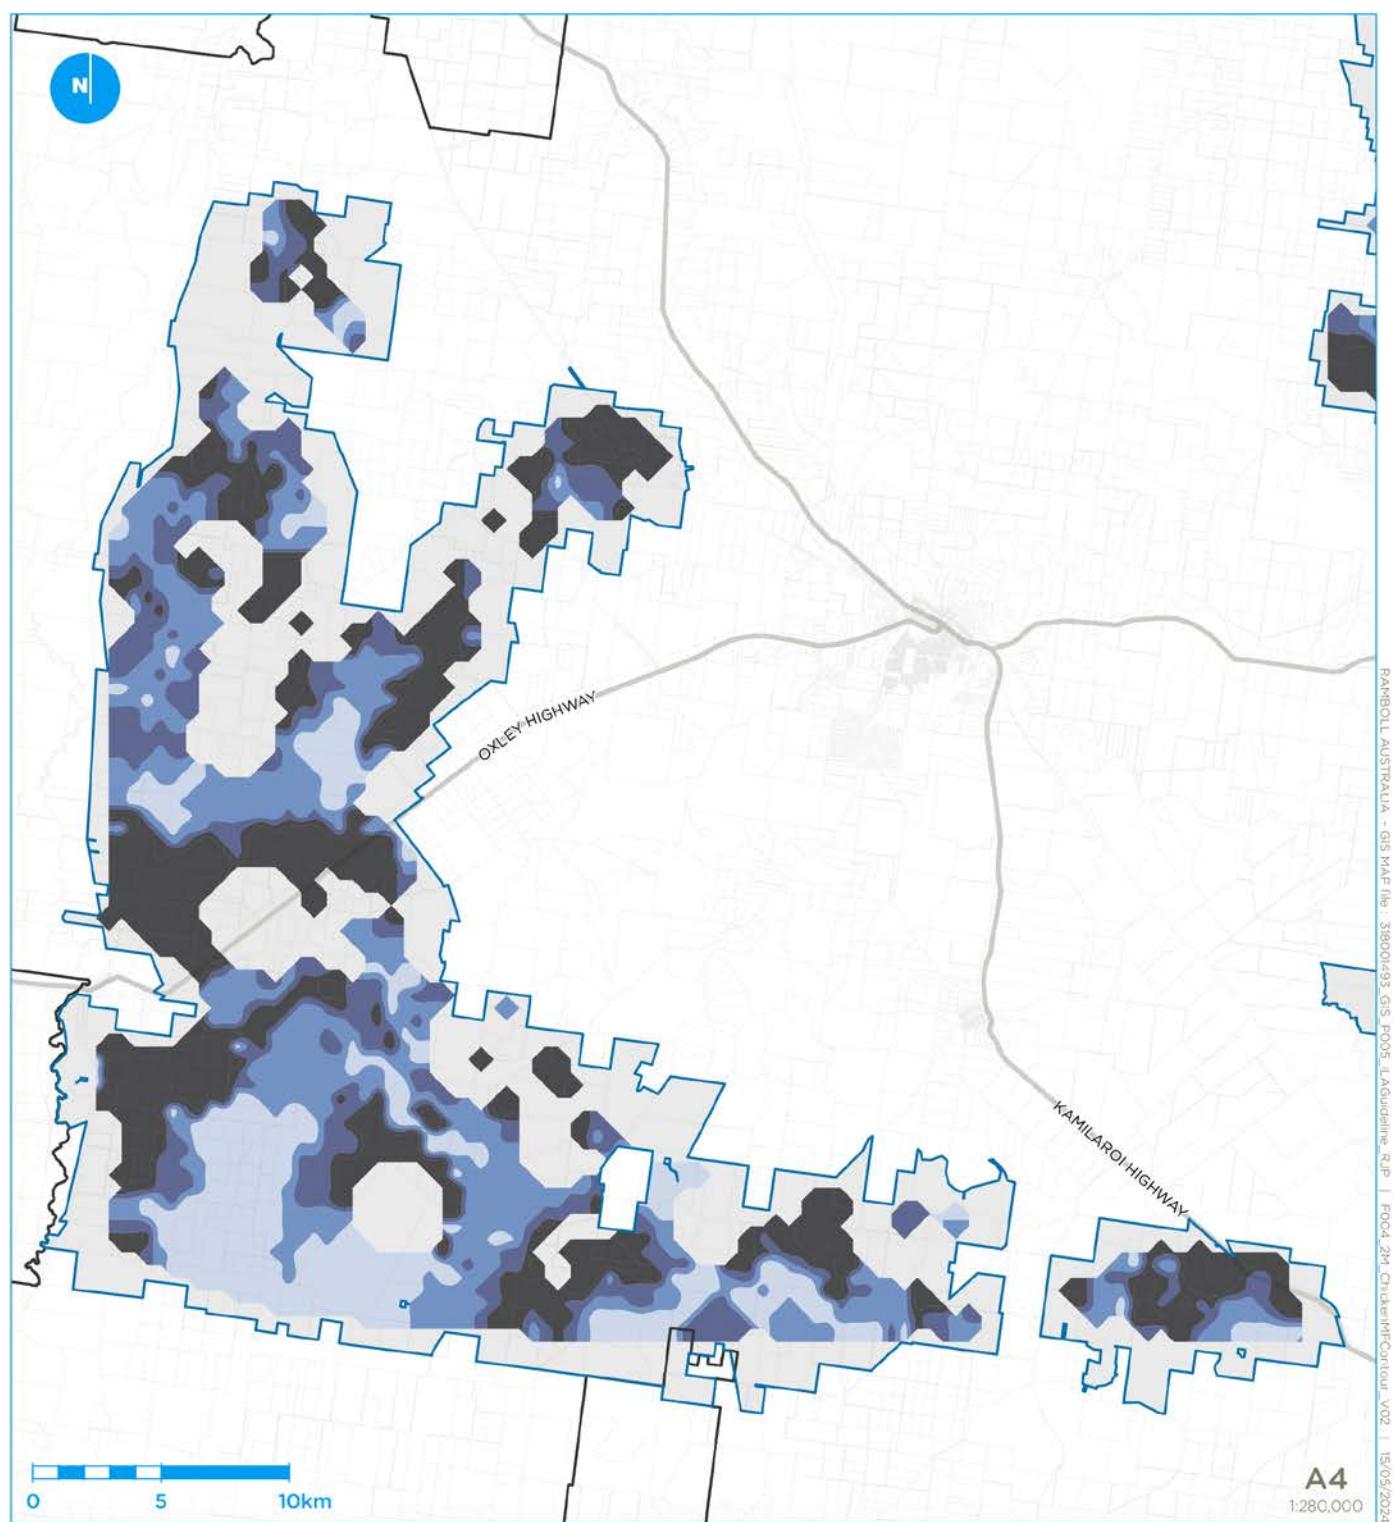 N
OXLEY HIGHWAY
KAMILAROI HIGHWAY
0 5 10km
A4
1:280,000
RAMBOLL AUSTRALIA - GIS MAP file : 318001493_GIS_P005_ILAGuideline_RJP | F004_2M_ChickenMFContour_V02 | 15/05/2024